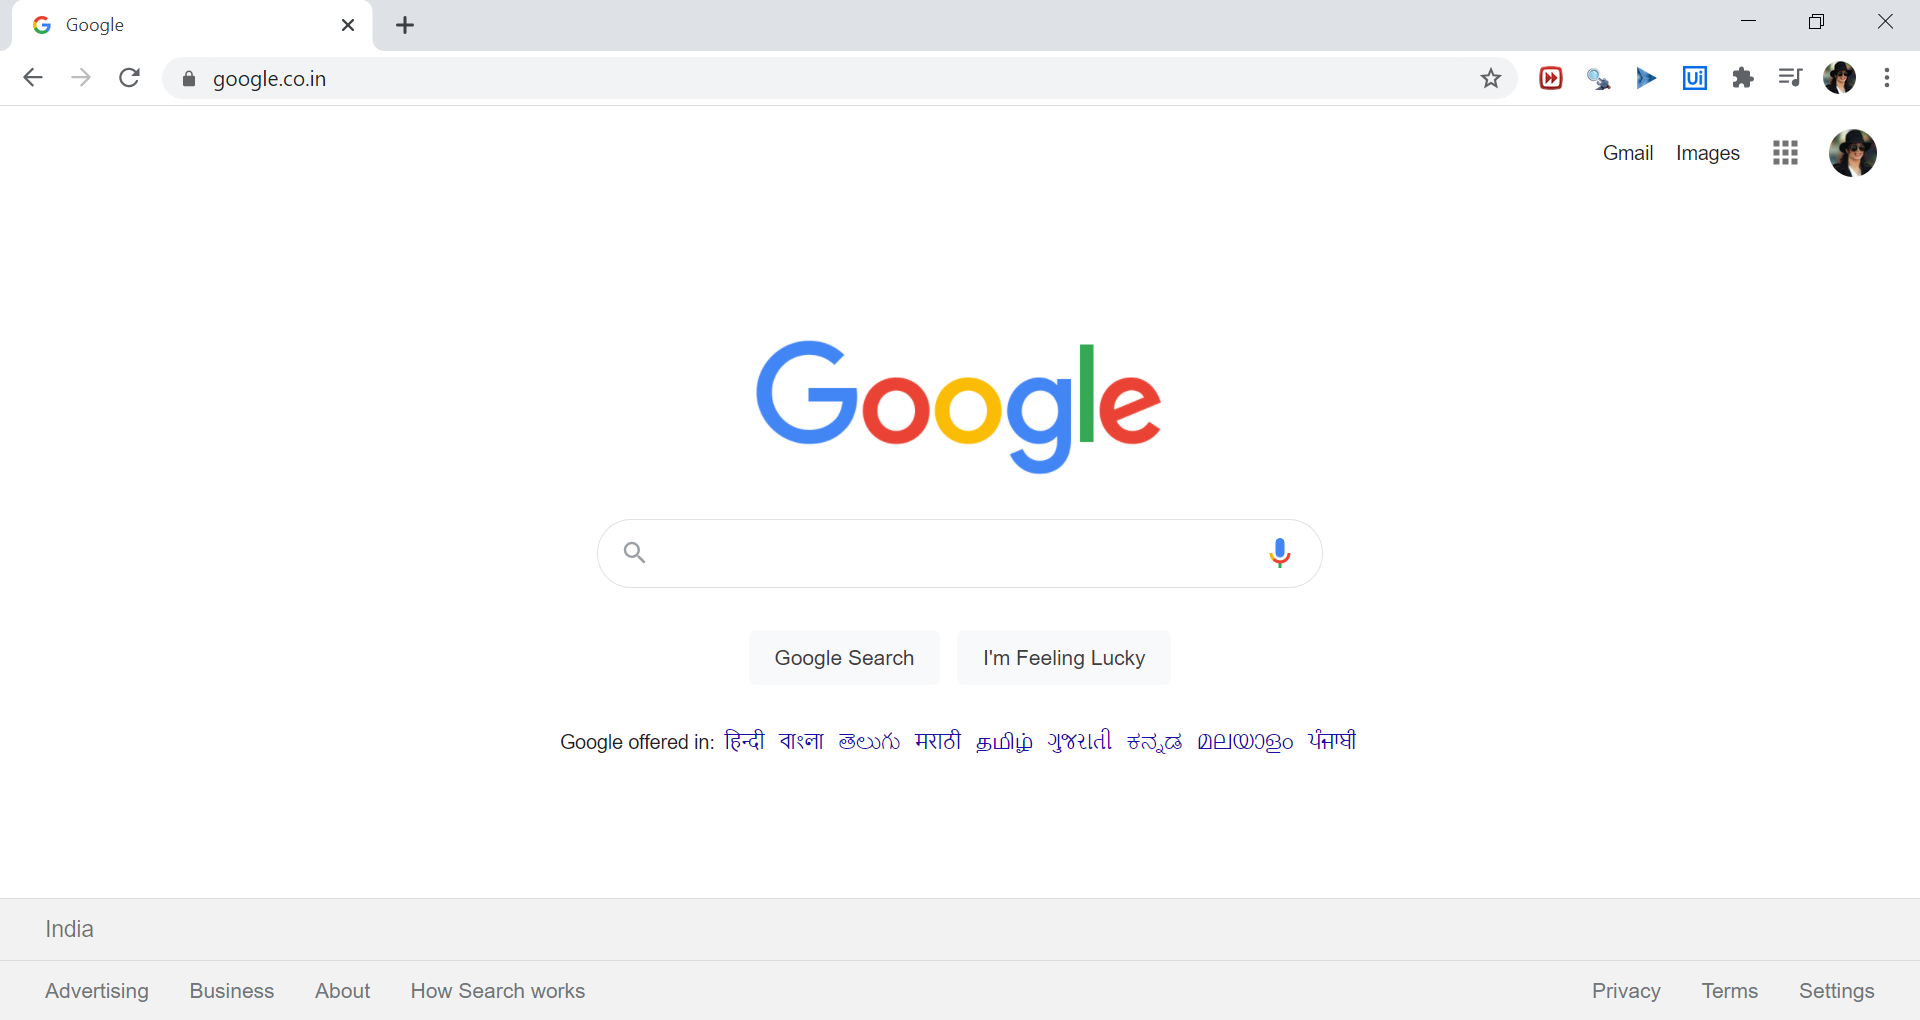 Google
google.co.in
Ui
Gmail Images
Google
Google Search I'm Feeling Lucky
Google offered in: हिन्दी বাংলা తెలుగు मराठी தமிழ் ગુજરાતી ಕನ್ನಡ മലയാളം ਪੰਜਾਬੀ
India
Advertising Business About How Search works Privacy Terms Settings